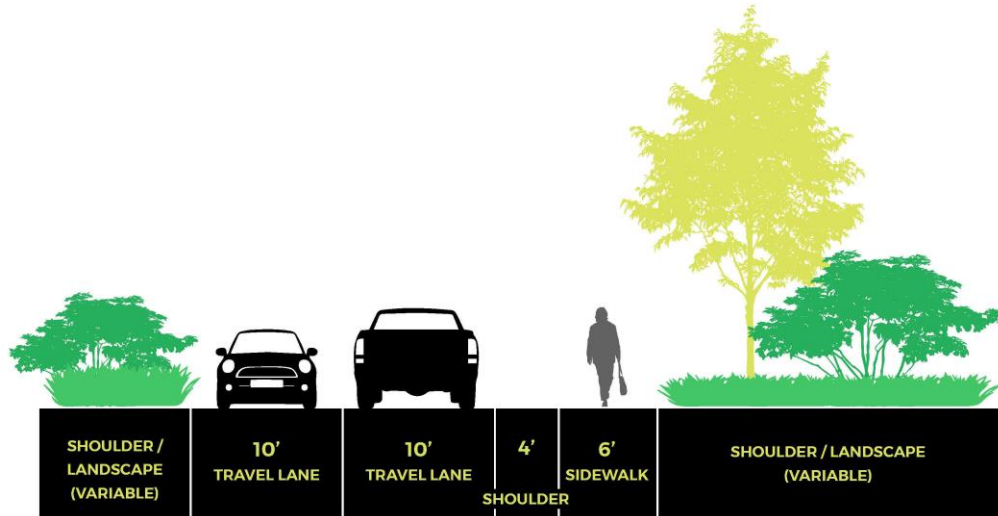 SHOULDER /
LANDSCAPE
(VARIABLE)
10’
TRAVEL LANE
10’
TRAVEL LANE
4’
SHOULDER
6’
SIDEWALK
SHOULDER / LANDSCAPE
(VARIABLE)